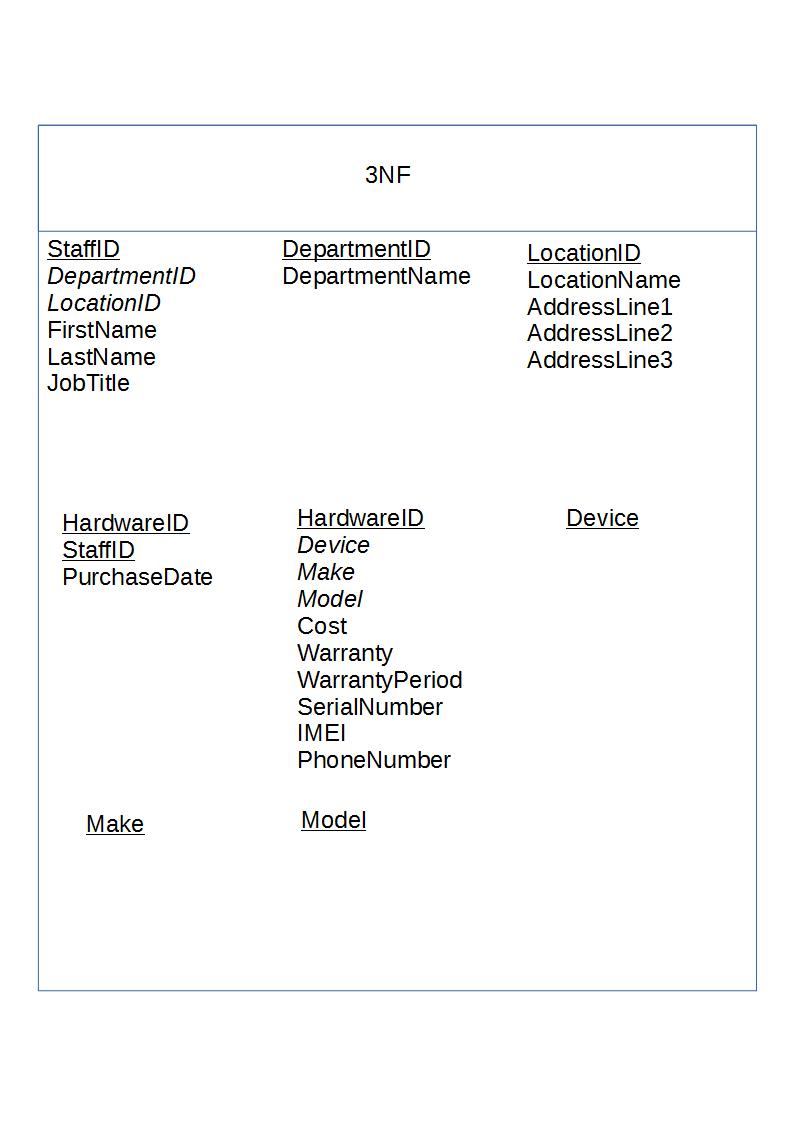 3NF
StaffID
DepartmentID
LocationID
FirstName
LastName
JobTitle
DepartmentID
DepartmentName
LocationID
LocationName
AddressLine1
AddressLine2
AddressLine3
HardwareID
StaffID
PurchaseDate
HardwareID
Device
Make
Model
Cost
Warranty
WarrantyPeriod
SerialNumber
IMEI
PhoneNumber
Device
Make
Model